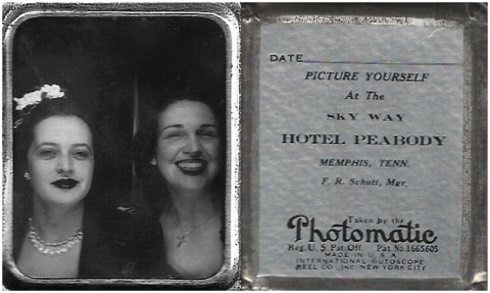 DATE
PICTURE YOURSELF
At The
SKY WAY
HOTEL PEABODY
MEMPHIS, TENN.
F. R. Schutt, Mgr.
Taken by the
Photomatic
Reg. U. S. Pat. Off. Pat. No. 1665605
MADE IN U. S. A.
INTERNATIONAL MUTOSCOPE
REEL CO., INC. NEW YORK CITY